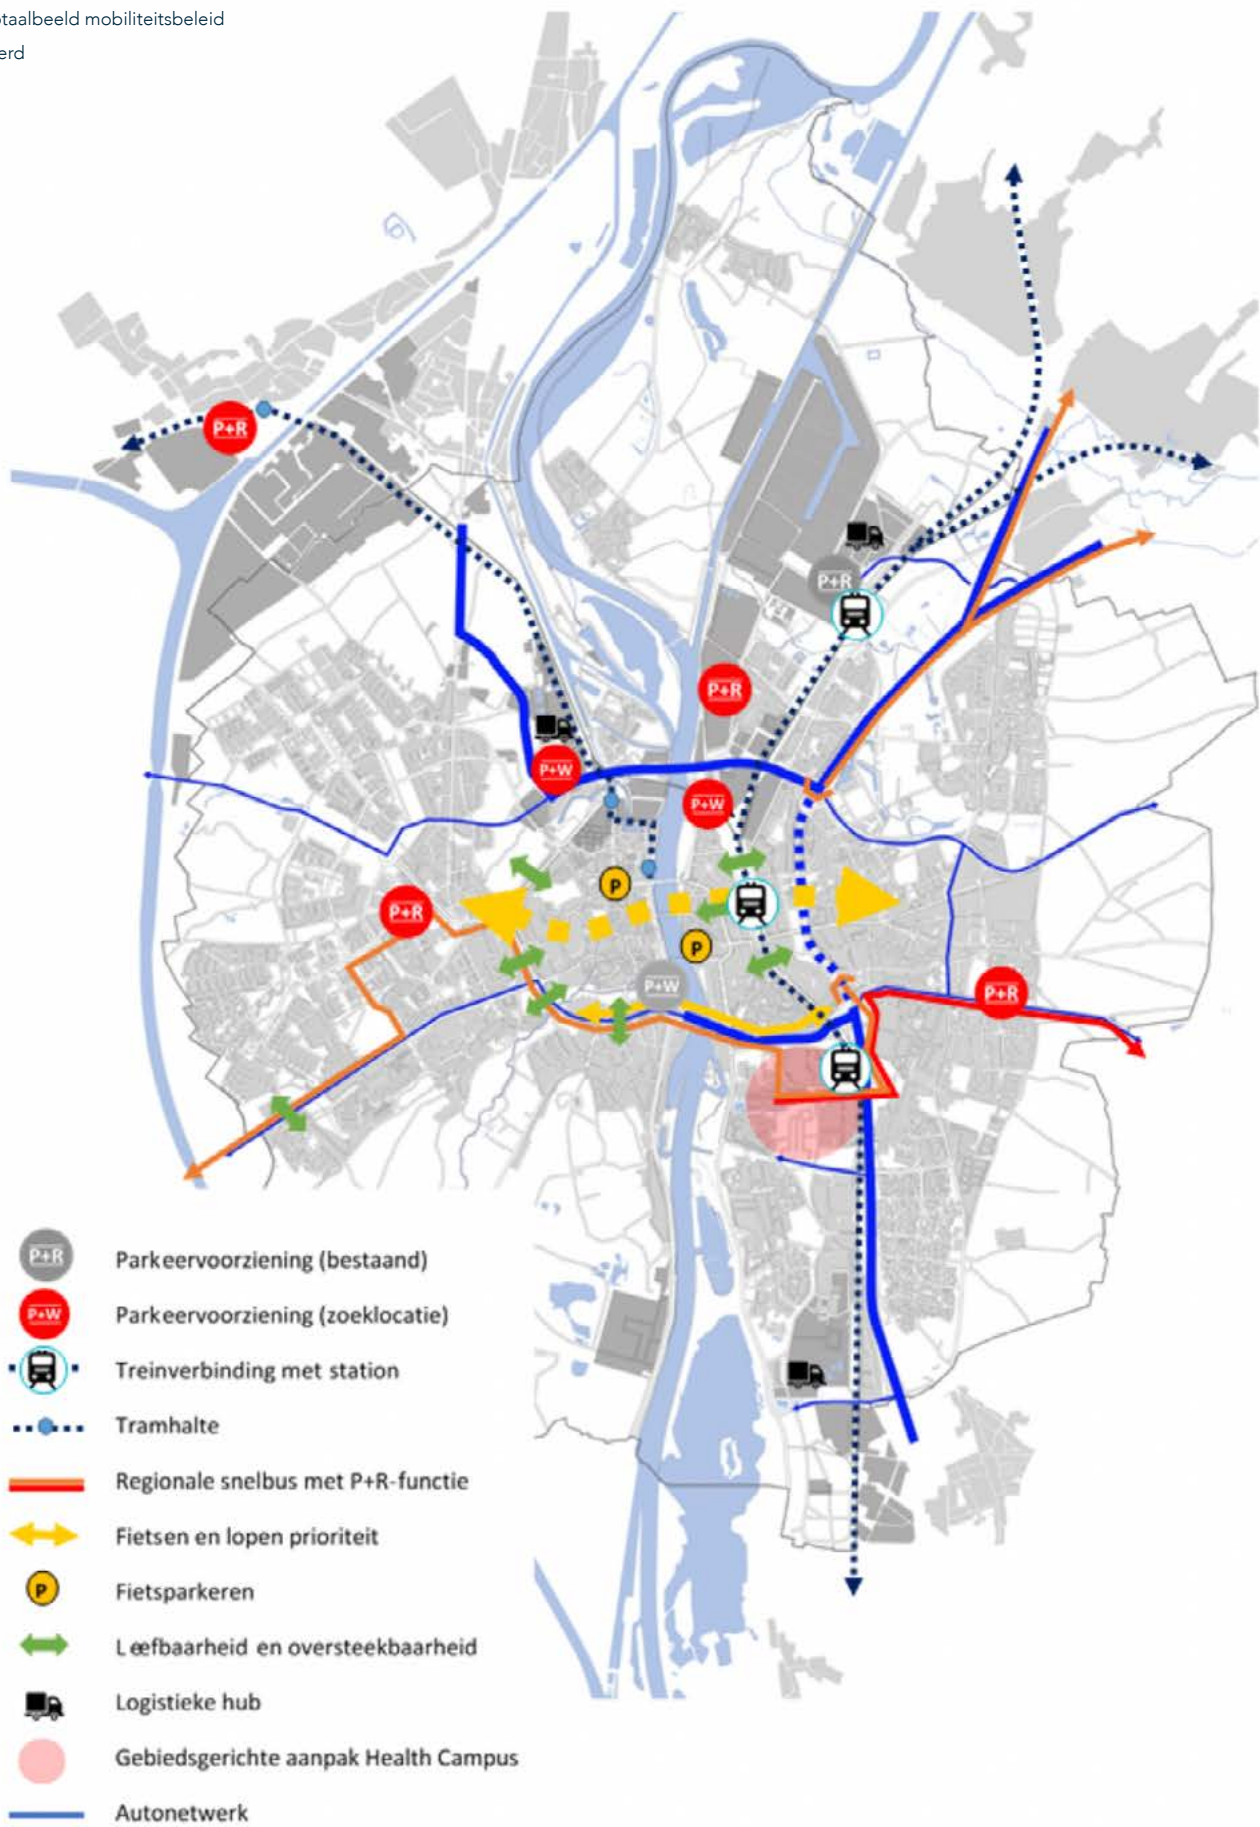 taalbeeld mobiliteitsbeleid
erd
P+R
P+R
P+R
P+W
P+W
P
P+R
P
P+W
P+R
P+R Parkeervoorziening (bestaand)
P+W Parkeervoorziening (zoeklocatie)
Treinverbinding met station
Tramhalte
Regionale snelbus met P+R-functie
Fietsen en lopen prioriteit
P Fietsparkeren
Leefbaarheid en oversteekbaarheid
Logistieke hub
Gebiedsgerichte aanpak Health Campus
Autonetwerk